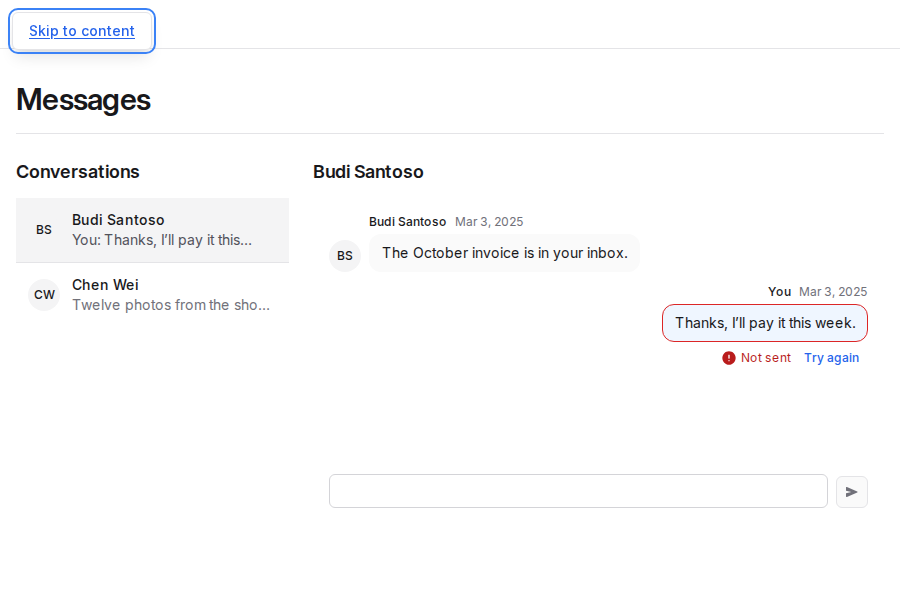 Skip to content
Messages
Conversations
BS
Budi Santoso
You: Thanks, I’ll pay it this…
CW
Chen Wei
Twelve photos from the sho…
Budi Santoso
Budi Santoso Mar 3, 2025
BS
The October invoice is in your inbox.
You Mar 3, 2025
Thanks, I’ll pay it this week.
Not sent Try again